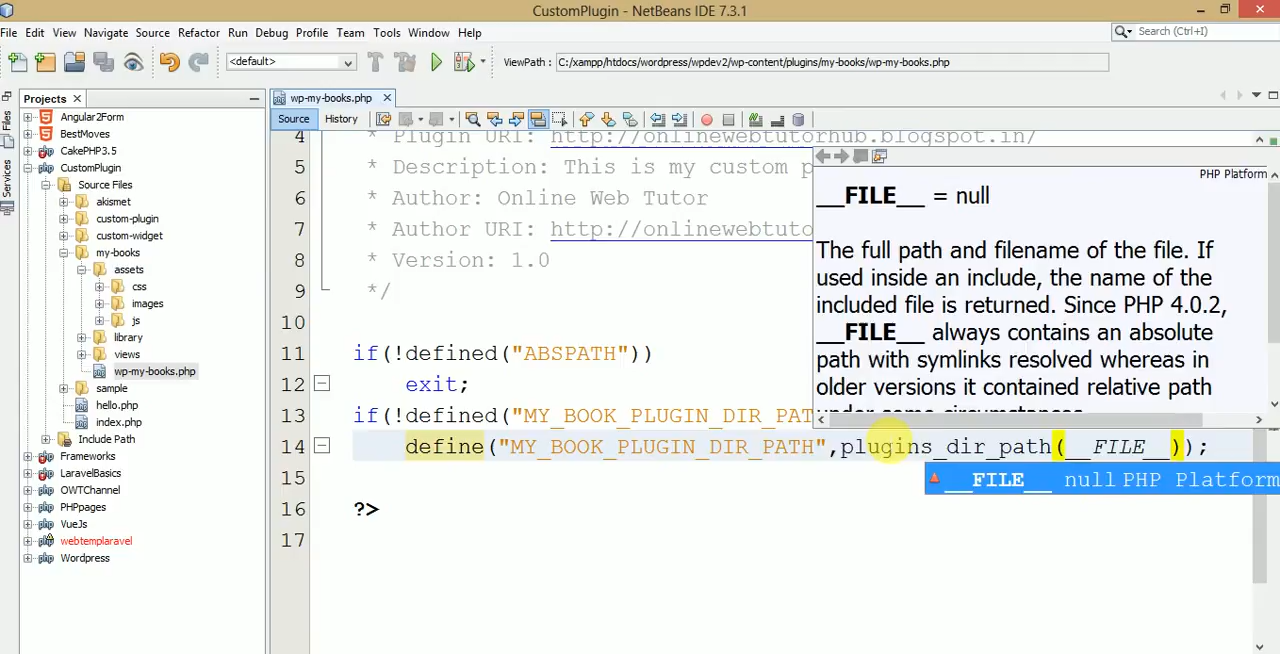 CustomPlugin - NetBeans IDE 7.3.1
File Edit View Navigate Source Refactor Run Debug Profile Team Tools Window Help
Search (Ctrl+I)
<default>
ViewPath : C:/xampp/htdocs/wordpress/wpdev2/wp-content/plugins/my-books/wp-my-books.php
Files
Services
Projects
Angular2Form
BestMoves
CakePHP3.5
CustomPlugin
Source Files
akismet
custom-plugin
custom-widget
my-books
assets
css
images
js
library
views
wp-my-books.php
sample
hello.php
index.php
Include Path
Frameworks
LaravelBasics
OWTChannel
PHPpages
VueJs
webtemplaravel
Wordpress
wp-my-books.php
Source History
4 * Plugin URI: http://onlinewebtutorhub.blogspot.in/
5 * Description: This is my custom p
6 * Author: Online Web Tutor
7 * Author URI: http://onlinewebtuto
8 * Version: 1.0
9 */
10
11 if(!defined("ABSPATH"))
12 exit;
13 if(!defined("MY_BOOK_PLUGIN_DIR_PAT
14 define("MY_BOOK_PLUGIN_DIR_PATH",plugins_dir_path(__FILE__));
15
16 ?>
17
PHP Platform
__FILE__ = null
The full path and filename of the file. If
used inside an include, the name of the
included file is returned. Since PHP 4.0.2,
__FILE__ always contains an absolute
path with symlinks resolved whereas in
older versions it contained relative path
under some circumstances.
__FILE__ null PHP Platform